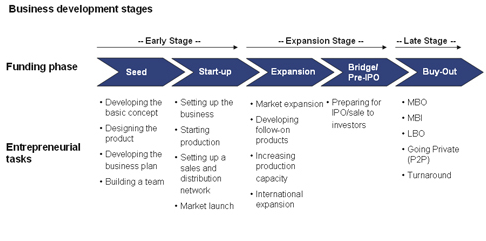 Business development stages
-- Early Stage --
-- Expansion Stage --
-- Late Stage --
Funding phase
Seed
Start-up
Expansion
Bridge/
Pre-IPO
Buy-Out
Entrepreneurial
tasks
• Developing the
basic concept
• Designing the
product
• Developing the
business plan
• Building a team
• Setting up the
business
• Starting
production
• Setting up a
sales and
distribution
network
• Market launch
• Market expansion
• Developing
follow-on
products
• Increasing
production
capacity
• International
expansion
• Preparing for
IPO/sale to
investors
• MBO
• MBI
• LBO
• Going Private
(P2P)
• Turnaround